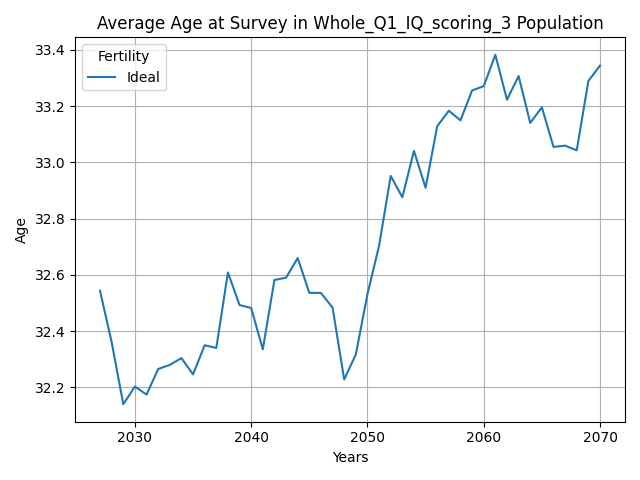 Average Age at Survey in Whole_Q1_IQ_scoring_3 Population
Fertility
Ideal
33.4
33.2
33.0
32.8
32.6
32.4
32.2
Age
2030 2040 2050 2060 2070
Years